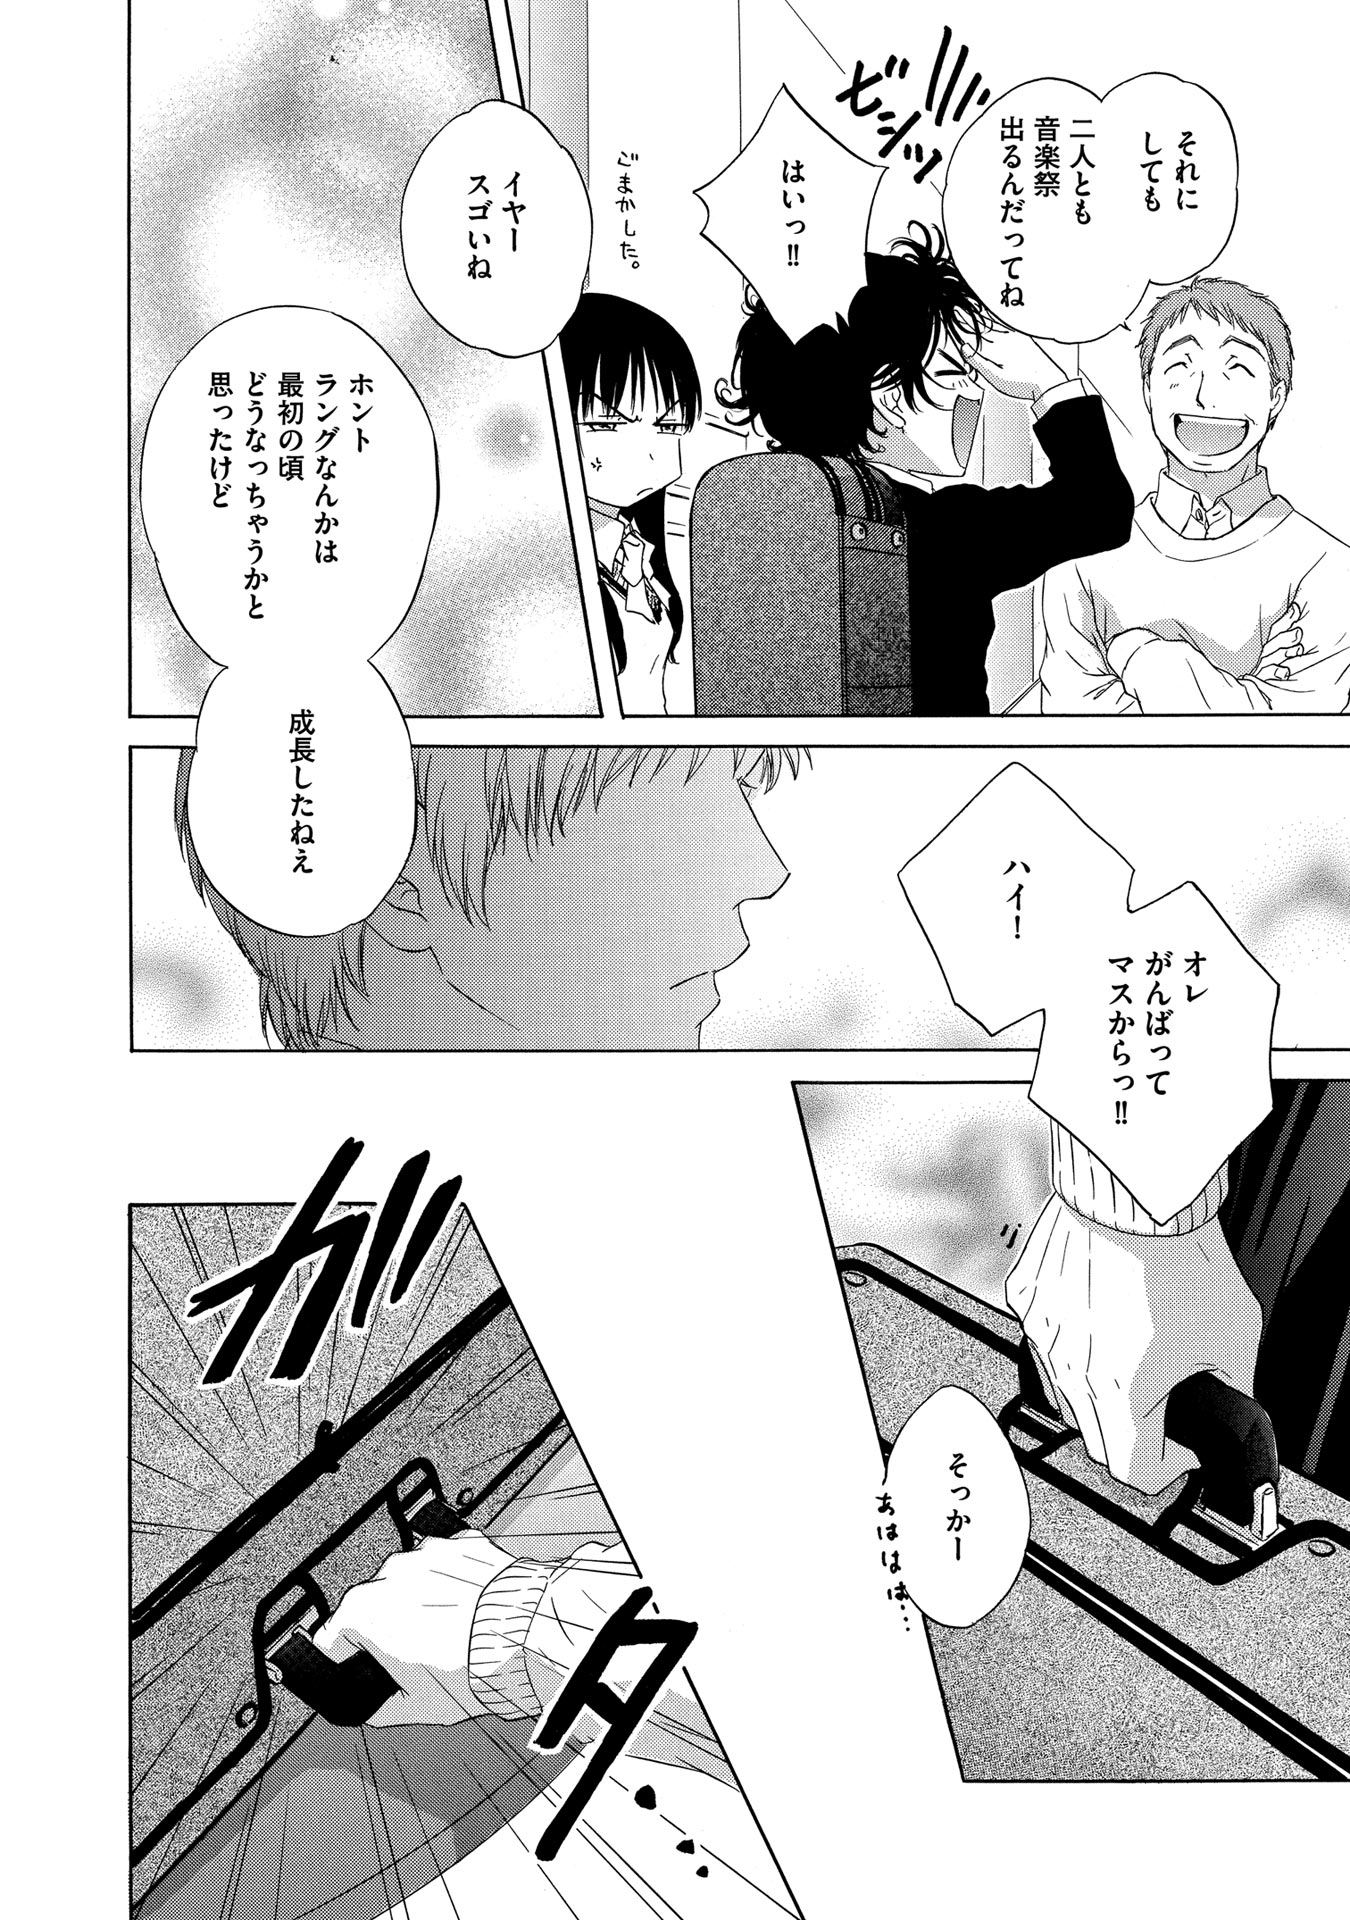 それに
しても
二人とも
音楽祭
出るんだってね
ビシッ
はいっ!!
ごまかした。
イヤー
スゴいね
ホント
ラングなんかは
最初の頃
どうなっちゃうかと
思ったけど
成長したねえ
オレ
がんばって
マスからっ!!
ハイ!
そっかー
あははは…
ガ
タ